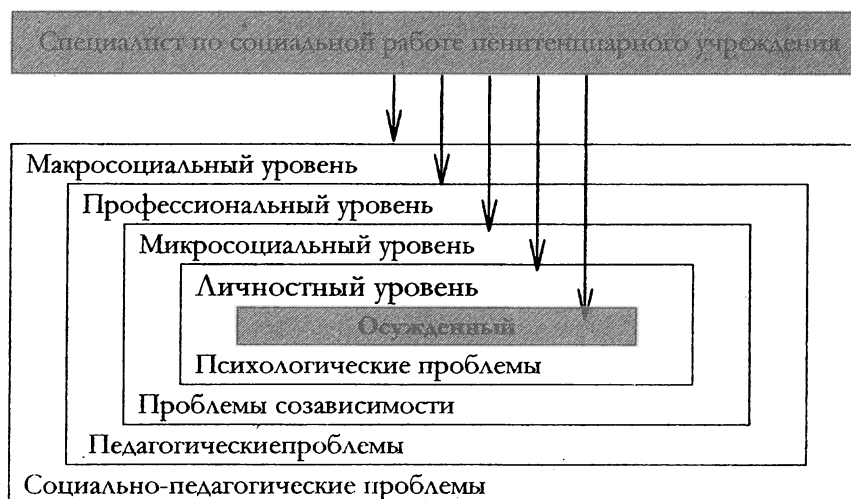 Специалист по социальной работе пенитенциарного учреждения
Макросоциальный уровень
Профессиональный уровень
Микросоциальный уровень
Личностный уровень
Осужденный
Психологические проблемы
Проблемы созависимости
Педагогическиепроблемы
Социально-педагогические проблемы